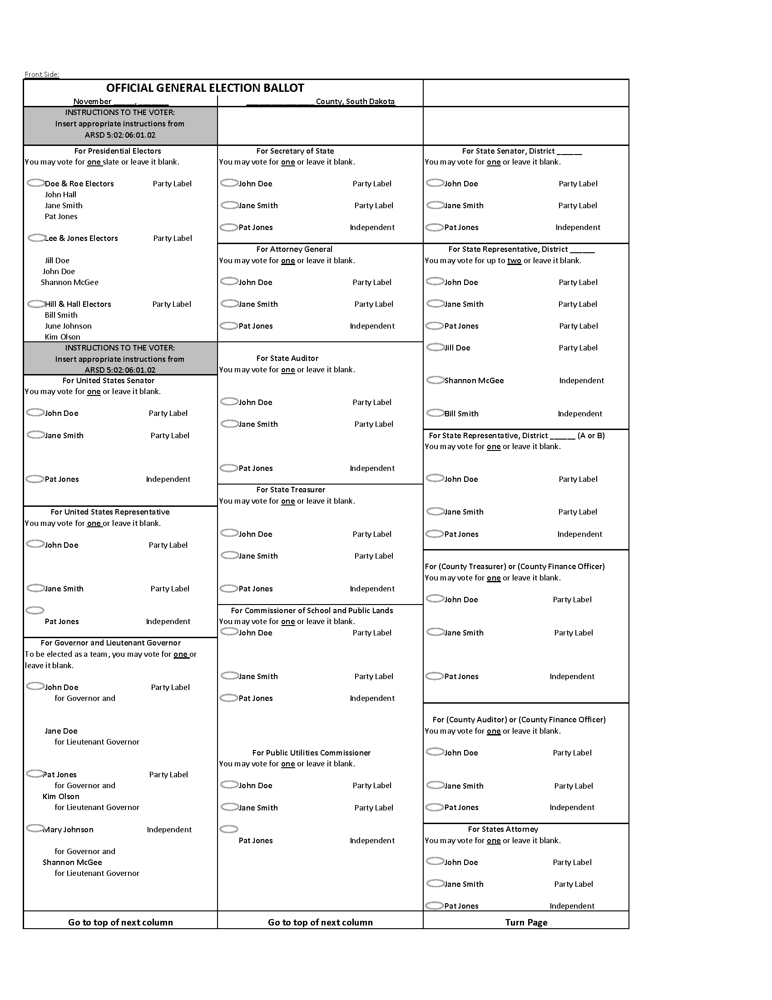 Front Side:
OFFICIAL GENERAL ELECTION BALLOT
November _____, _______
________________ County, South Dakota
INSTRUCTIONS TO THE VOTER:
Insert appropriate instructions from
ARSD 5:02:06:01.02
For Presidential Electors
You may vote for one slate or leave it blank.
Doe & Roe Electors Party Label
John Hall
Jane Smith
Pat Jones
Lee & Jones Electors Party Label
Jill Doe
John Doe
Shannon McGee
Hill & Hall Electors Party Label
Bill Smith
June Johnson
Kim Olson
INSTRUCTIONS TO THE VOTER:
Insert appropriate instructions from
ARSD 5:02:06:01.02
For United States Senator
You may vote for one or leave it blank.
John Doe Party Label
Jane Smith Party Label
Pat Jones Independent
For United States Representative
You may vote for one or leave it blank.
John Doe Party Label
Jane Smith Party Label
Pat Jones Independent
For Governor and Lieutenant Governor
To be elected as a team, you may vote for one or
leave it blank.
John Doe Party Label
for Governor and
Jane Doe
for Lieutenant Governor
Pat Jones Party Label
for Governor and
Kim Olson
for Lieutenant Governor
Mary Johnson Independent
for Governor and
Shannon McGee
for Lieutenant Governor
Go to top of next column
For Secretary of State
You may vote for one or leave it blank.
John Doe Party Label
Jane Smith Party Label
Pat Jones Independent
For Attorney General
You may vote for one or leave it blank.
John Doe Party Label
Jane Smith Party Label
Pat Jones Independent
For State Auditor
You may vote for one or leave it blank.
John Doe Party Label
Jane Smith Party Label
Pat Jones Independent
For State Treasurer
You may vote for one or leave it blank.
John Doe Party Label
Jane Smith Party Label
Pat Jones Independent
For Commissioner of School and Public Lands
You may vote for one or leave it blank.
John Doe Party Label
Jane Smith Party Label
Pat Jones Independent
For Public Utilities Commissioner
You may vote for one or leave it blank.
John Doe Party Label
Jane Smith Party Label
Pat Jones Independent
Go to top of next column
For State Senator, District ______
You may vote for one or leave it blank.
John Doe Party Label
Jane Smith Party Label
Pat Jones Independent
For State Representative, District ______
You may vote for up to two or leave it blank.
John Doe Party Label
Jane Smith Party Label
Pat Jones Party Label
Jill Doe Party Label
Shannon McGee Independent
Bill Smith Independent
For State Representative, District ______ (A or B)
You may vote for one or leave it blank.
John Doe Party Label
Jane Smith Party Label
Pat Jones Independent
For (County Treasurer) or (County Finance Officer)
You may vote for one or leave it blank.
John Doe Party Label
Jane Smith Party Label
Pat Jones Independent
For (County Auditor) or (County Finance Officer)
You may vote for one or leave it blank.
John Doe Party Label
Jane Smith Party Label
Pat Jones Independent
For States Attorney
You may vote for one or leave it blank.
John Doe Party Label
Jane Smith Party Label
Pat Jones Independent
Turn Page